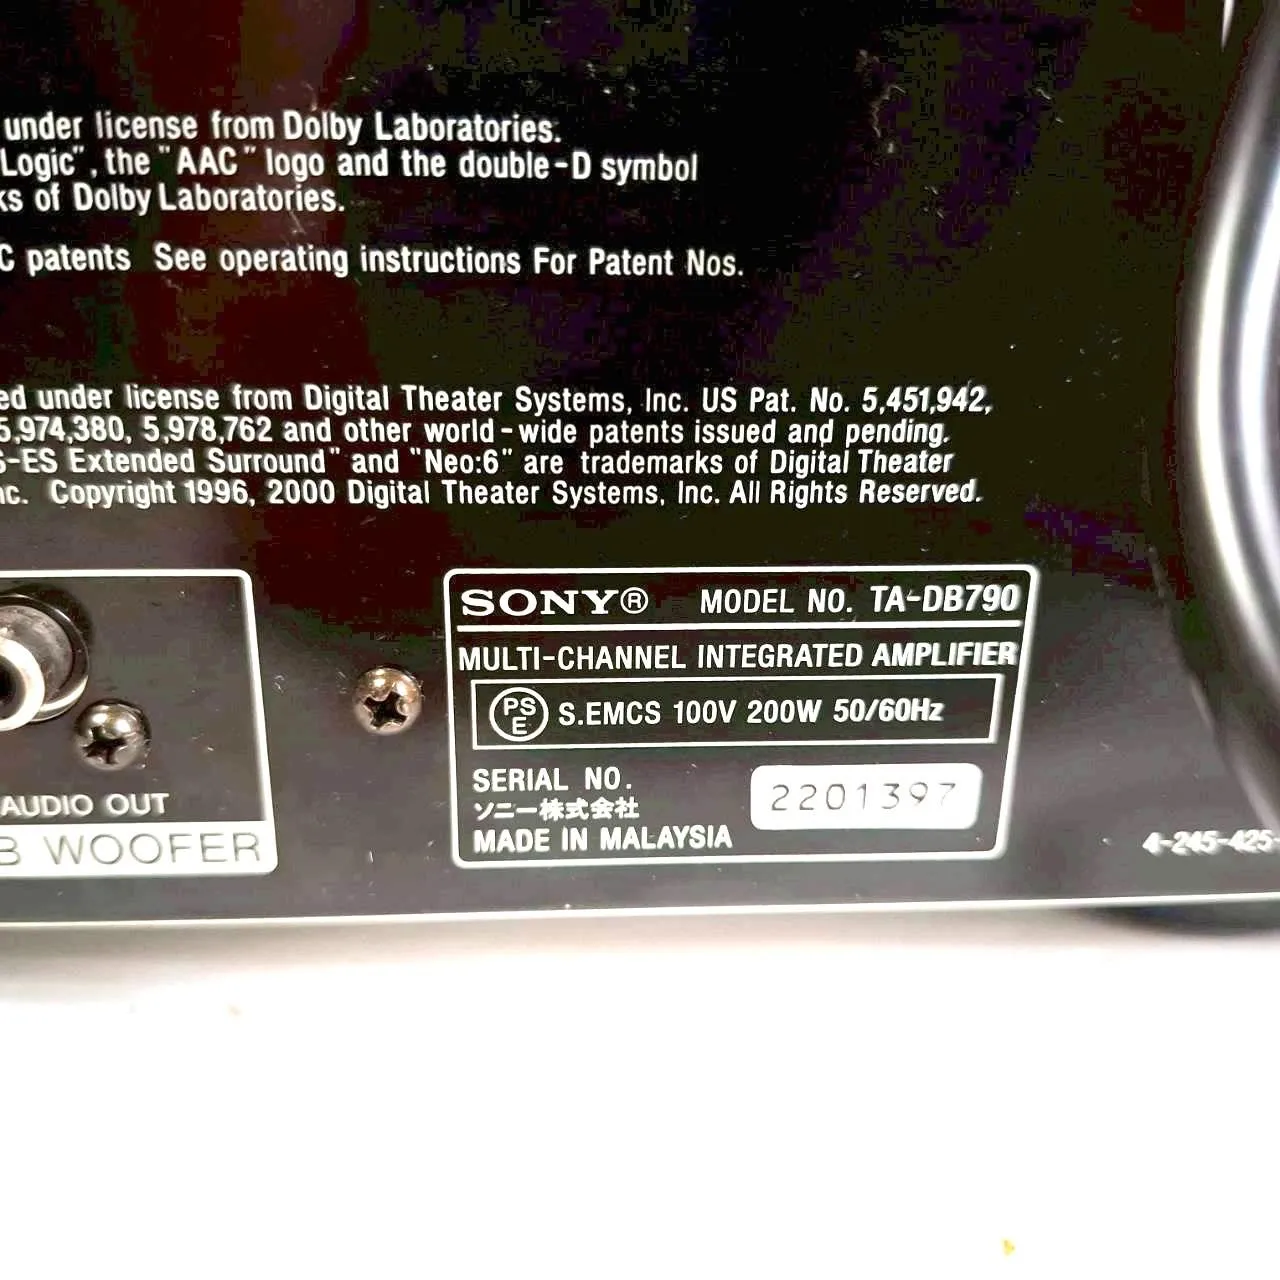 under license from Dolby Laboratories.
Logic", the "AAC" logo and the double-D symbol
ks of Dolby Laboratories.
C patents See operating instructions For Patent Nos.
ed under license from Digital Theater Systems, Inc. US Pat. No. 5,451,942,
5,974,380, 5,978,762 and other world-wide patents issued and pending.
S-ES Extended Surround" and "Neo:6" are trademarks of Digital Theater
nc. Copyright 1996, 2000 Digital Theater Systems, Inc. All Rights Reserved.
AUDIO OUT
B WOOFER
SONY® MODEL NO. TA-DB790
MULTI-CHANNEL INTEGRATED AMPLIFIER
PSE S.EMCS 100V 200W 50/60Hz
SERIAL NO. 2201397
ソニー株式会社
MADE IN MALAYSIA
4-245-425-